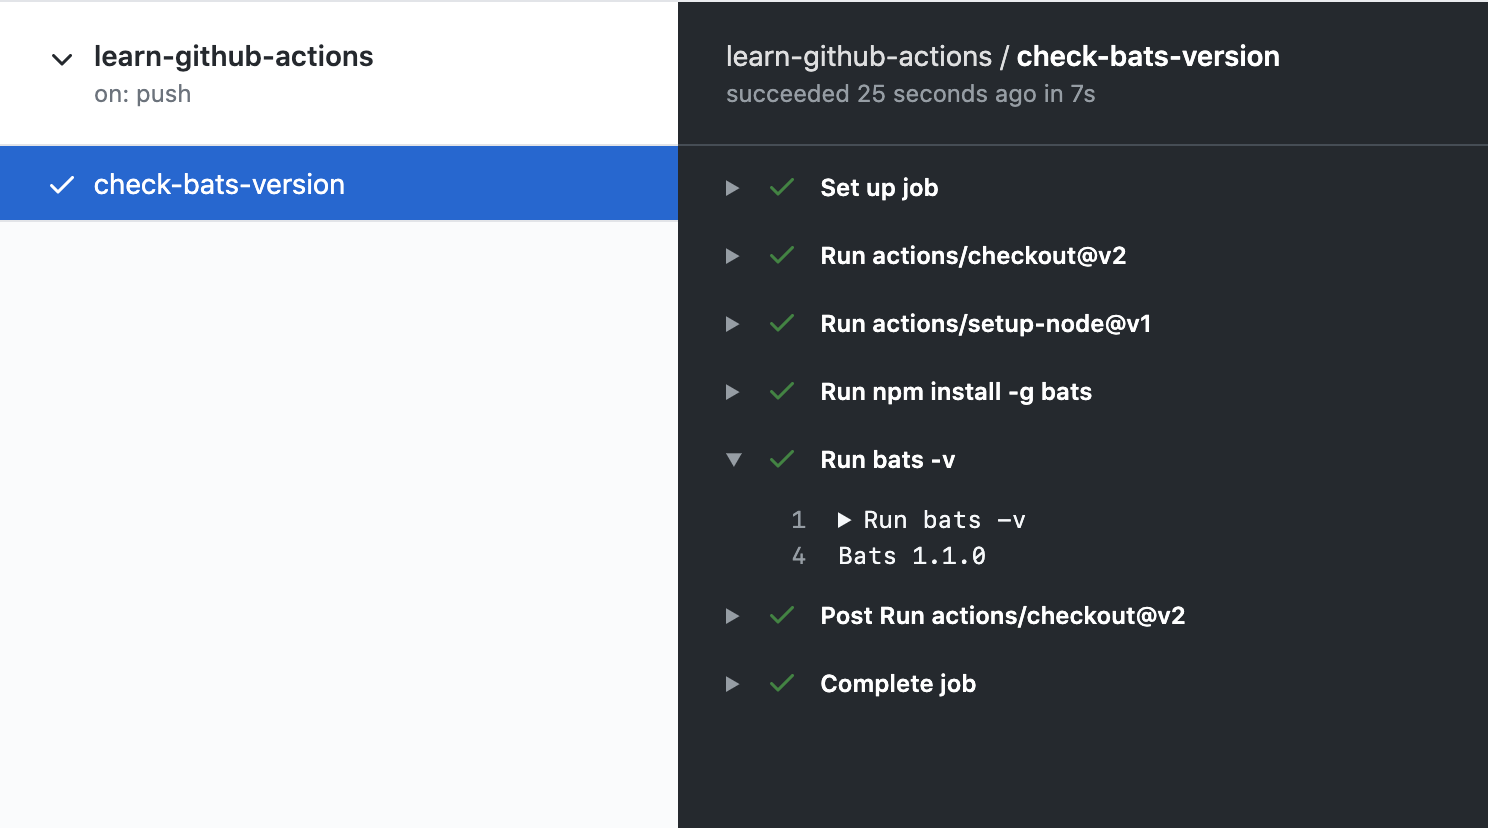 learn-github-actions
on: push
check-bats-version
learn-github-actions / check-bats-version
succeeded 25 seconds ago in 7s
Set up job
Run actions/checkout@v2
Run actions/setup-node@v1
Run npm install -g bats
Run bats -v
1 Run bats -v
4 Bats 1.1.0
Post Run actions/checkout@v2
Complete job